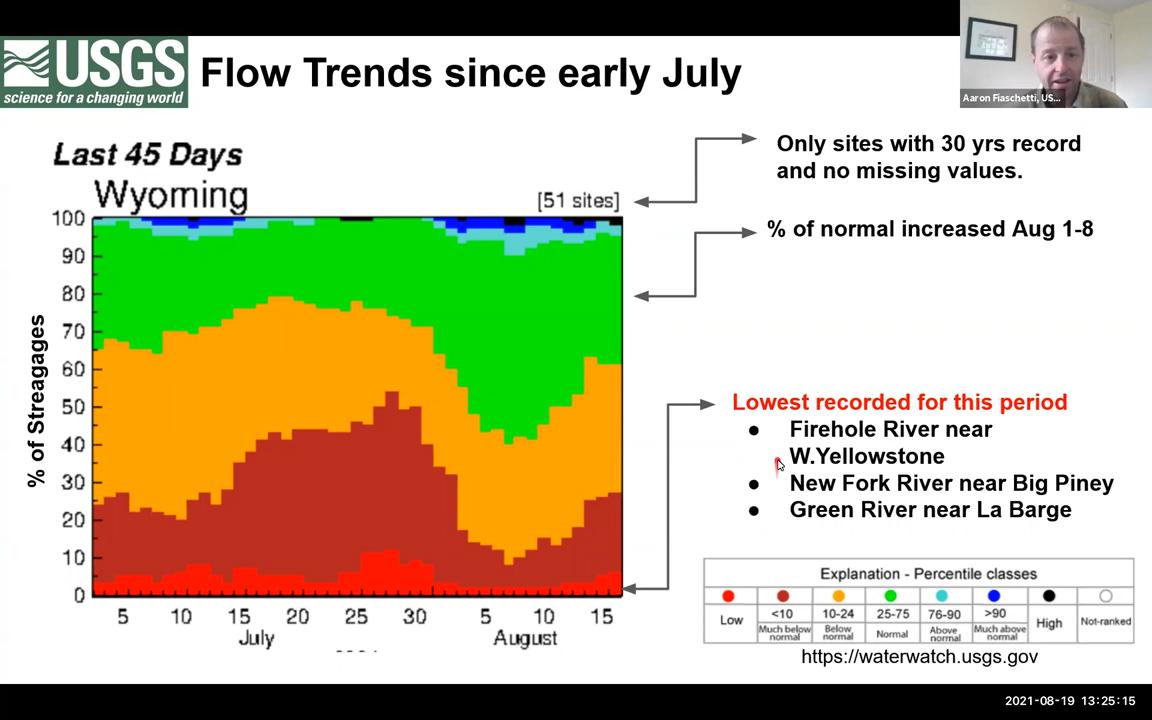 USGS
science for a changing world
Flow Trends since early July
Aaron Fiaschetti, US...
Last 45 Days
Wyoming
[51 sites]
% of Streagages
100
90
80
70
60
50
40
30
20
10
0
5 10 15 20 25 30 5 10 15
July August
Only sites with 30 yrs record
and no missing values.
% of normal increased Aug 1-8
Lowest recorded for this period
● Firehole River near
W.Yellowstone
● New Fork River near Big Piney
● Green River near La Barge
Explanation - Percentile classes
Low <10 10-24 25-75 76-90 >90 High Not-ranked
Much below normal Below normal Normal Above normal Much above normal
https://waterwatch.usgs.gov
2021-08-19 13:25:15